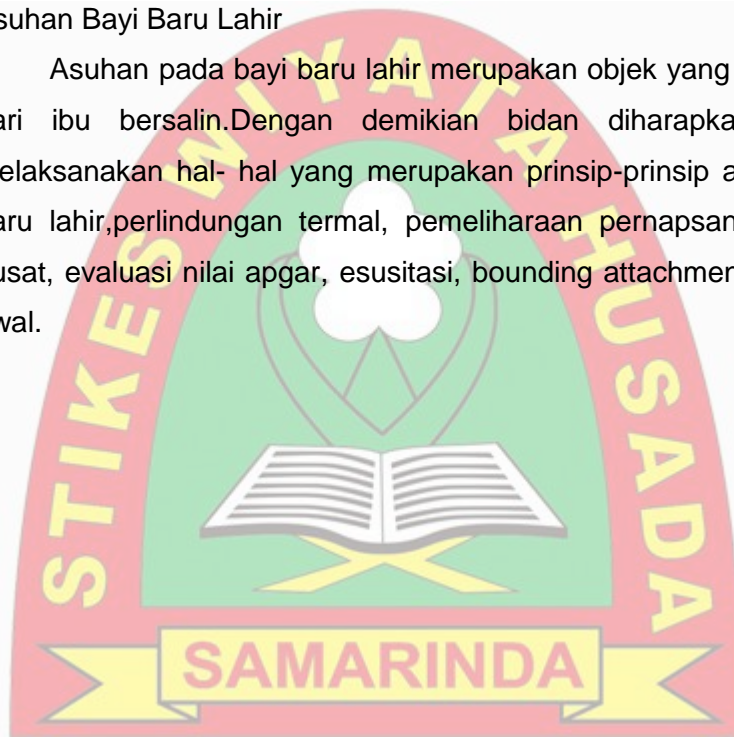 suhan Bayi Baru Lahir
Asuhan pada bayi baru lahir merupakan objek yang
ari ibu bersalin.Dengan demikian bidan diharapka
elaksanakan hal- hal yang merupakan prinsip-prinsip a
aru lahir,perlindungan termal, pemeliharaan pernapsan
usat, evaluasi nilai apgar, esusitasi, bounding attachmen
wal.
STIKES WIYATA HUSADA
SAMARINDA